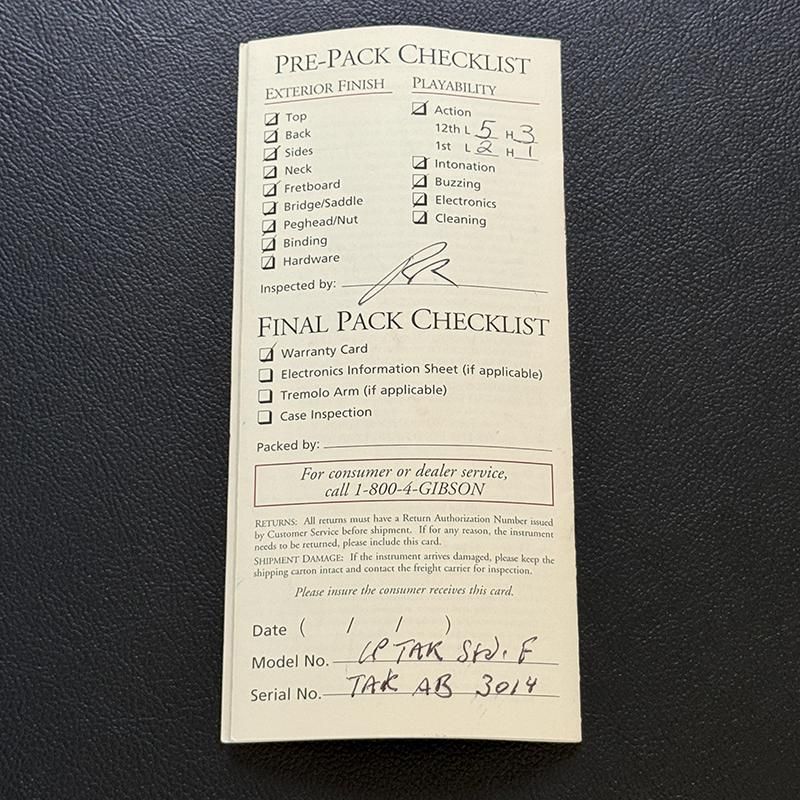 PRE-PACK CHECKLIST
EXTERIOR FINISH
Top
Back
Sides
Neck
Fretboard
Bridge/Saddle
Peghead/Nut
Binding
Hardware
PLAYABILITY
Action
12th L 5 H 3
1st L 2 H 1
Intonation
Buzzing
Electronics
Cleaning
Inspected by:
FINAL PACK CHECKLIST
Warranty Card
Electronics Information Sheet (if applicable)
Tremolo Arm (if applicable)
Case Inspection
Packed by:
For consumer or dealer service,
call 1-800-4-GIBSON
RETURNS: All returns must have a Return Authorization Number issued
by Customer Service before shipment. If for any reason, the instrument
needs to be returned, please include this card.
SHIPMENT DAMAGE: If the instrument arrives damaged, please keep the
shipping carton intact and contact the freight carrier for inspection.
Please insure the consumer receives this card.
Date ( / / )
Model No. LP TAK Std. F
Serial No. TAK AB 3014